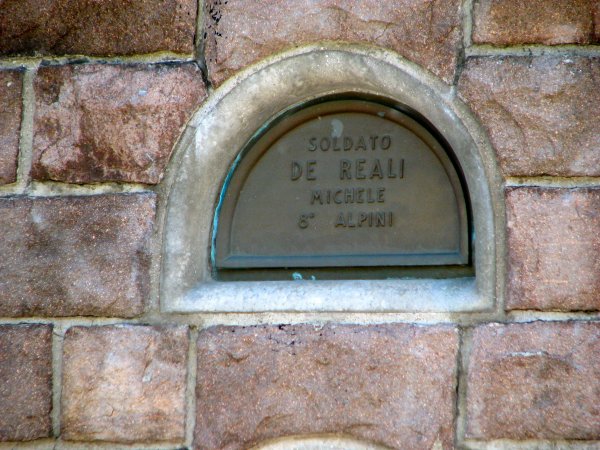 SOLDATO
DE REALI
MICHELE
8° ALPINI